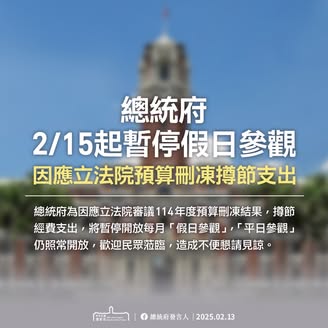 總統府
2/15起暫停假日參觀
因應立法院預算刪凍撙節支出
總統府為因應立法院審議114年度預算刪凍結果，撙節
經費支出，將暫停開放每月「假日參觀」，「平日參觀」
仍照常開放，歡迎民眾蒞臨，造成不便懇請見諒。
總統府發言人 | 2025.02.13